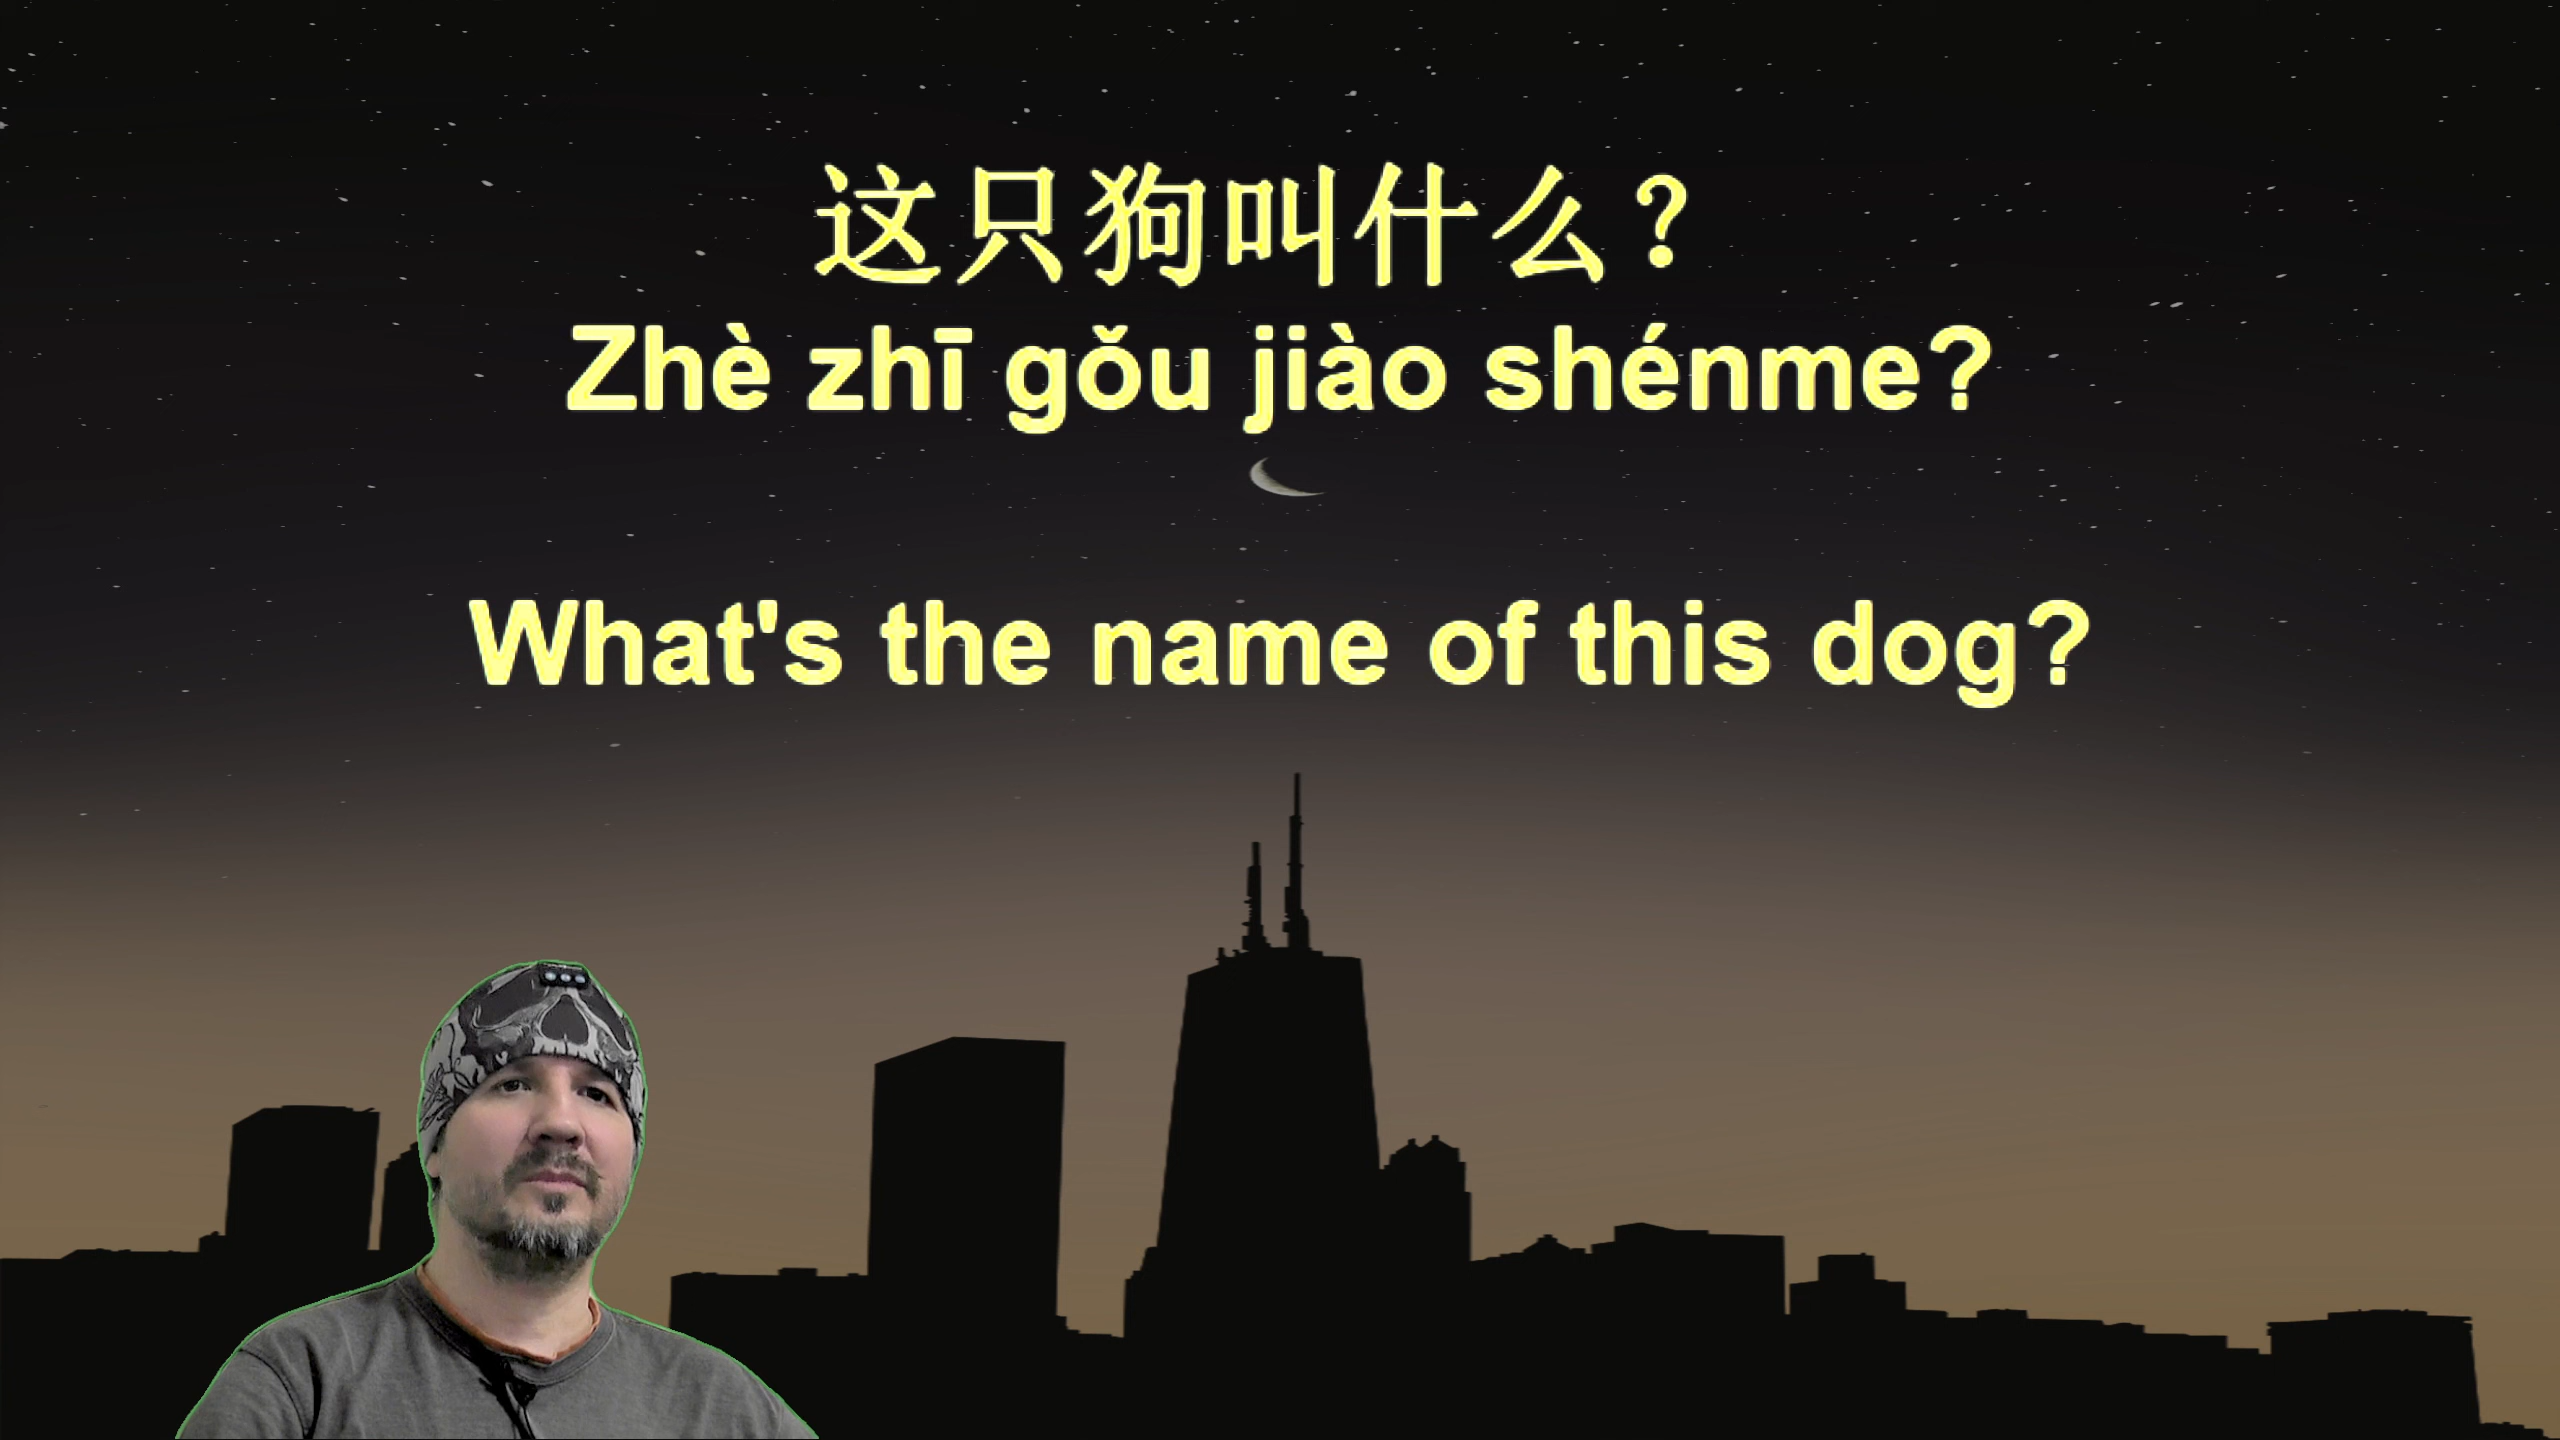 这只狗叫什么？
Zhè zhī gǒu jiào shénme?
What's the name of this dog?